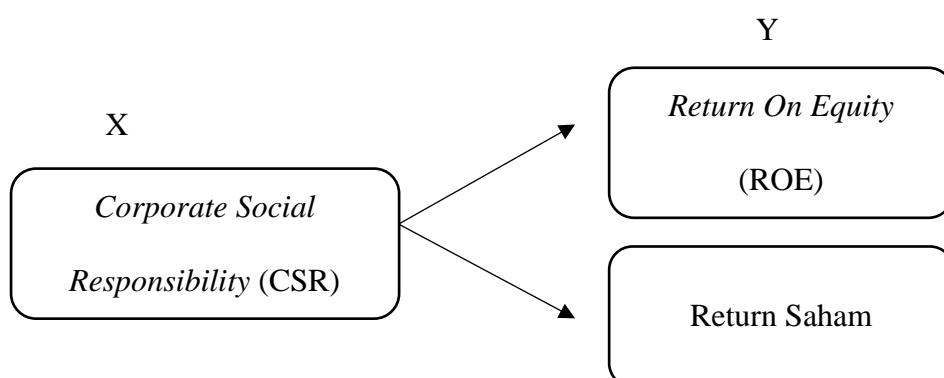 Y
Return On Equity
(ROE)
X
Corporate Social
Responsibility (CSR)
Return Saham